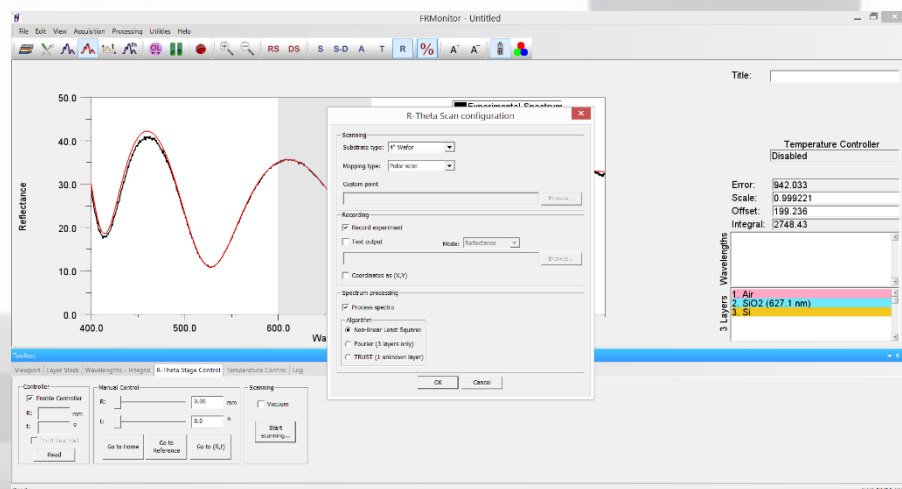 FRMonitor - Untitled
File Edit View Acquisition Processing Utilities Help
OL RS DS S S-D A T R % A+ A-
Title:
50.0
40.0
30.0
20.0
10.0
0.0
Reflectance
400.0 500.0 600.0
Wa
Experimental Spectrum
R-Theta Scan configuration
Scanning
Substrate type: 4" Wafer
Mapping type: Polar scan
Custom point
Browse...
Recording
Record experiment
Text output Mode: Reflectance
Browse...
Coordinates as (X,Y)
Spectrum processing
Process spectra
Algorithm
Non-linear Least Squares
Fourier (3 layers only)
TRUST (1 unknown layer)
OK Cancel
Temperature Controller
Disabled
Error: 942.033
Scale: 0.999221
Offset: 199.236
Integral: 2748.43
Wavelengths
3 Layers
1. Air
2. SiO2 (627.1 nm)
3. Si
Toolbox
Viewport Layer Stack Wavelengths - Integral R-Theta Stage Control Temperature Control Log
Controller
Enable Controller
R: mm
t: º
Point Reached
Read
Manual Control
R: 0.00 mm
t: 0.0 º
Go to Home Go to Reference Go to (R,t)
Scanning
Vacuum
Start scanning...